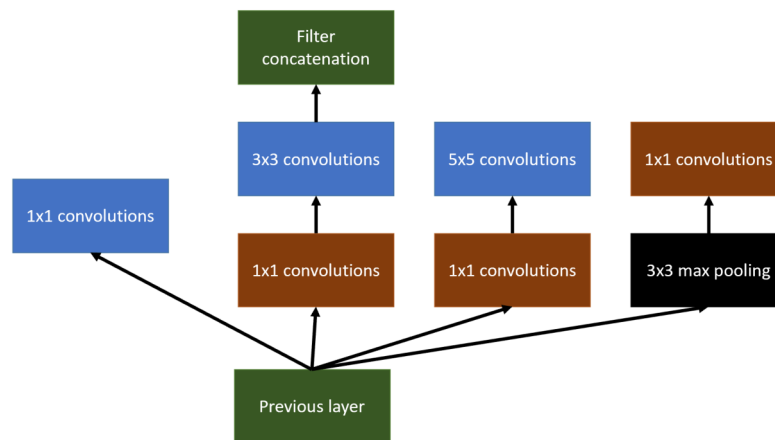 Filter
concatenation
3x3 convolutions
5x5 convolutions
1x1 convolutions
1x1 convolutions
1x1 convolutions
1x1 convolutions
3x3 max pooling
Previous layer